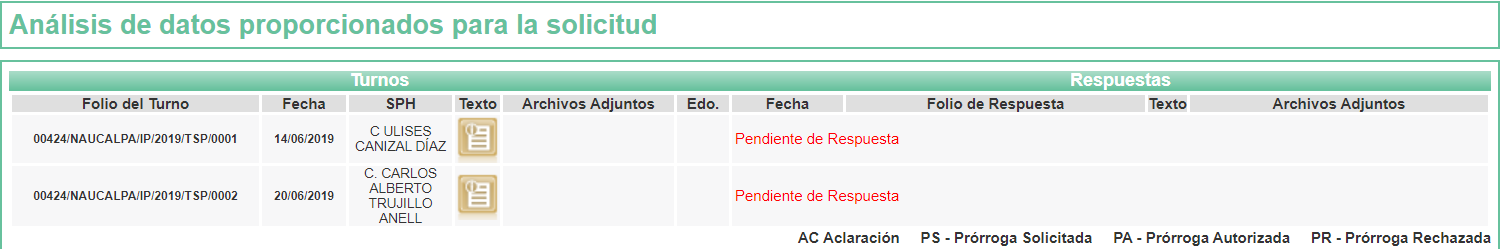 Análisis de datos proporcionados para la solicitud
Turnos Respuestas
Folio del Turno Fecha SPH Texto Archivos Adjuntos Edo. Fecha Folio de Respuesta Texto Archivos Adjuntos
00424/NAUCALPA/IP/2019/TSP/0001 14/06/2019 C ULISES CANIZAL DÍAZ Pendiente de Respuesta
00424/NAUCALPA/IP/2019/TSP/0002 20/06/2019 C. CARLOS ALBERTO TRUJILLO ANELL Pendiente de Respuesta
AC Aclaración PS - Prórroga Solicitada PA - Prórroga Autorizada PR - Prórroga Rechazada